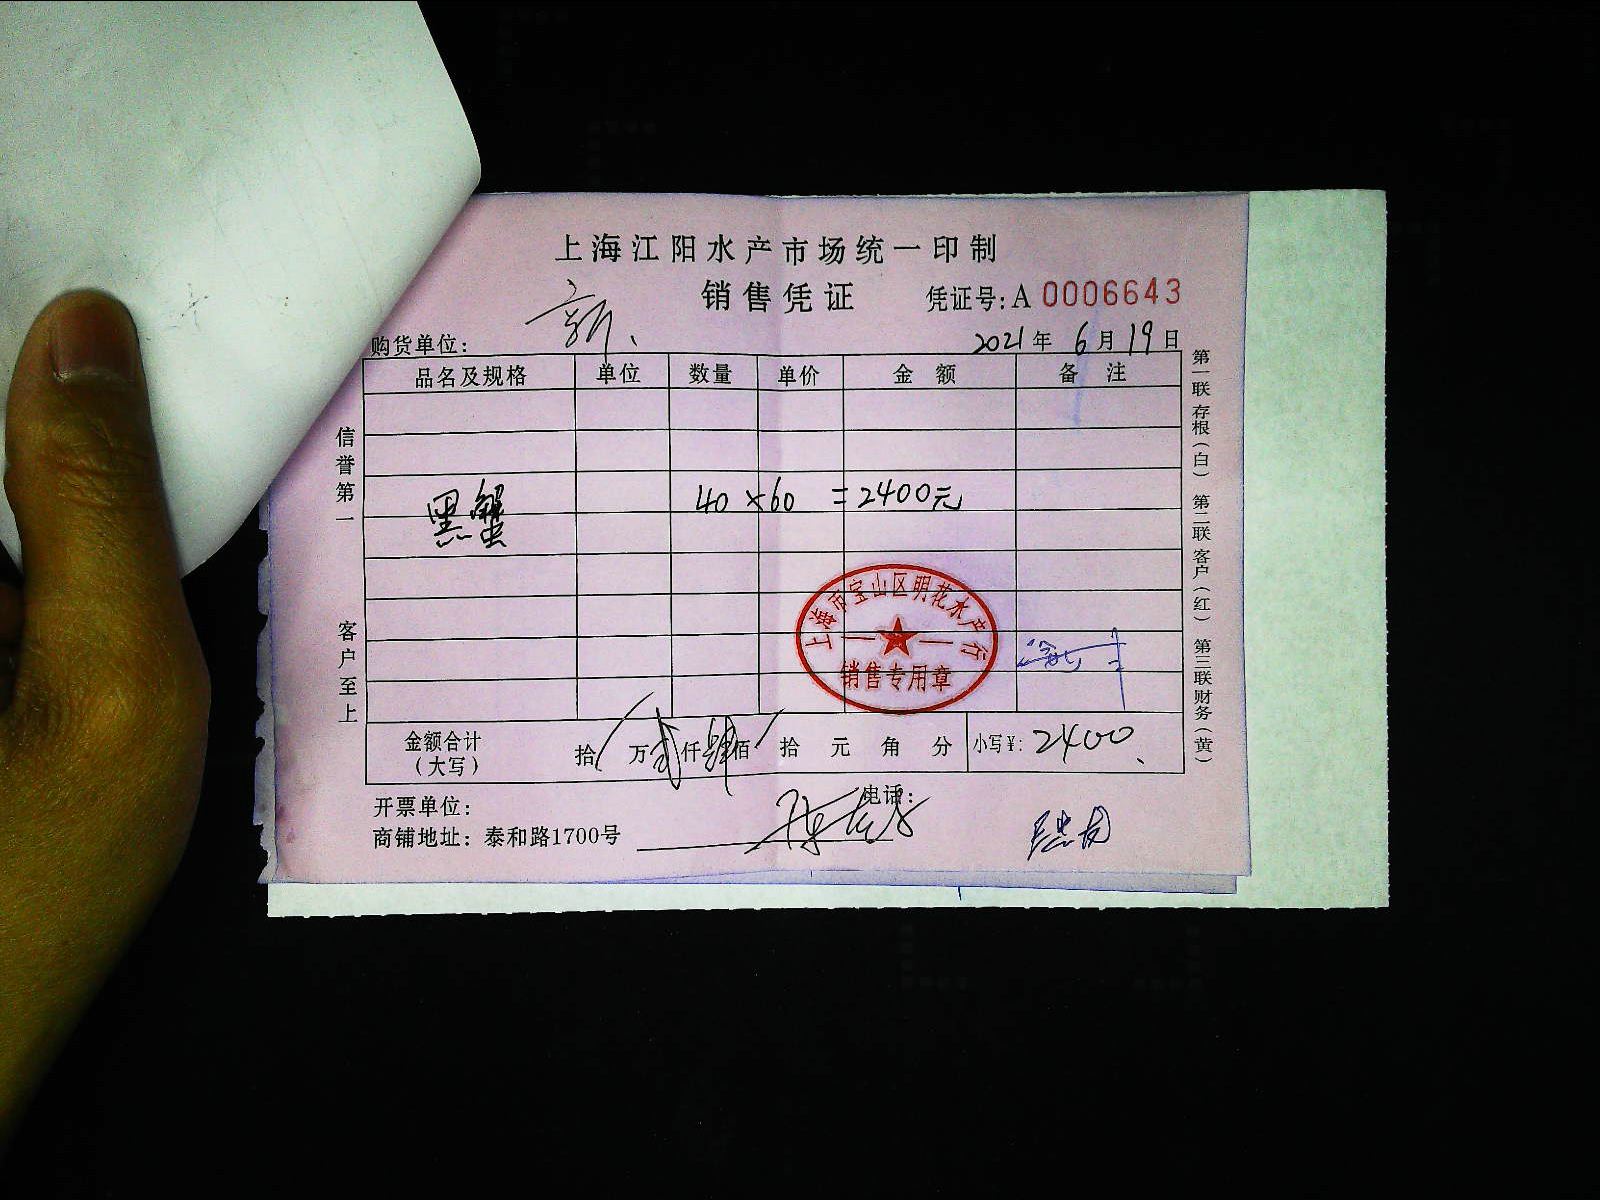 上海江阳水产市场统一印制
销售凭证
凭证号:A 0006643
购货单位: 新
2021年6月19日
品名及规格 单位 数量 单价 金额 备注
黑蟹 40×60=2400元
信誉第一
客户至上
第一联存根(白) 第二联客户(红) 第三联财务(黄)
上海市宝山区明花水产行
销售专用章
金额合计(大写) 拾/万贰仟肆佰/拾元角分 小写¥: 2400
开票单位: 电话:
商铺地址: 泰和路1700号